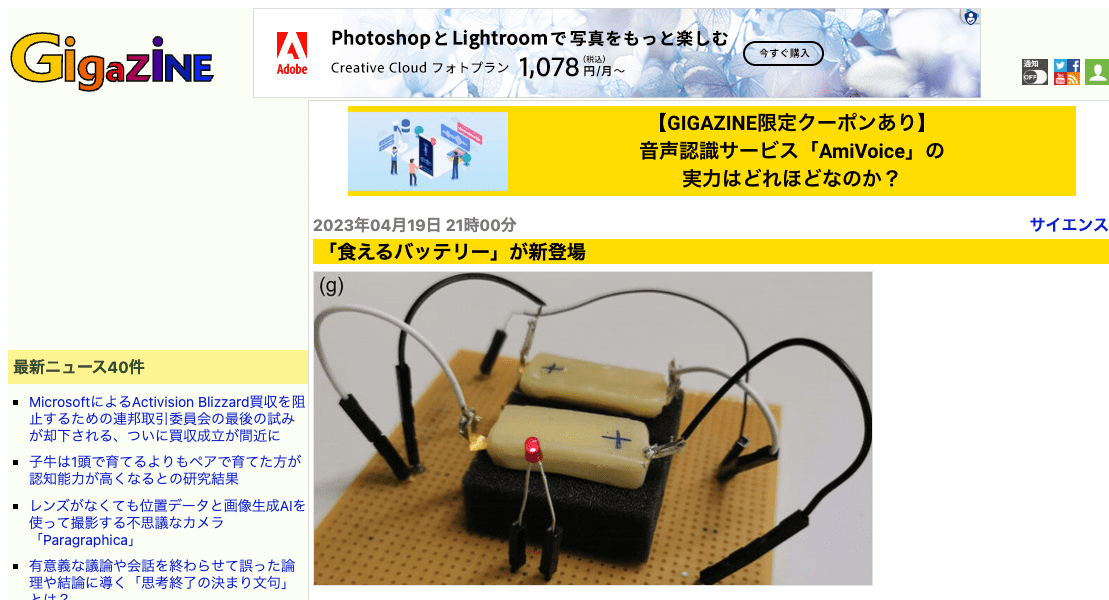 GigaZiNE
Adobe
PhotoshopとLightroomで写真をもっと楽しむ
Creative Cloud フォトプラン 1,078 (税込) 円/月~
今すぐ購入
通知
OFF
【GIGAZINE限定クーポンあり】
音声認識サービス「AmiVoice」の
実力はどれほどなのか？
2023年04月19日 21時00分
サイエンス
「食えるバッテリー」が新登場
(g)
+
+
最新ニュース40件
MicrosoftによるActivision Blizzard買収を阻
止するための連邦取引委員会の最後の試み
が却下される、ついに買収成立が間近に
子牛は1頭で育てるよりもペアで育てた方が
認知能力が高くなるとの研究結果
レンズがなくても位置データと画像生成AIを
使って撮影する不思議なカメラ
「Paragraphica」
有意義な議論や会話を終わらせて誤った論
理や結論に導く「思考終了の決まり文句」
とは？